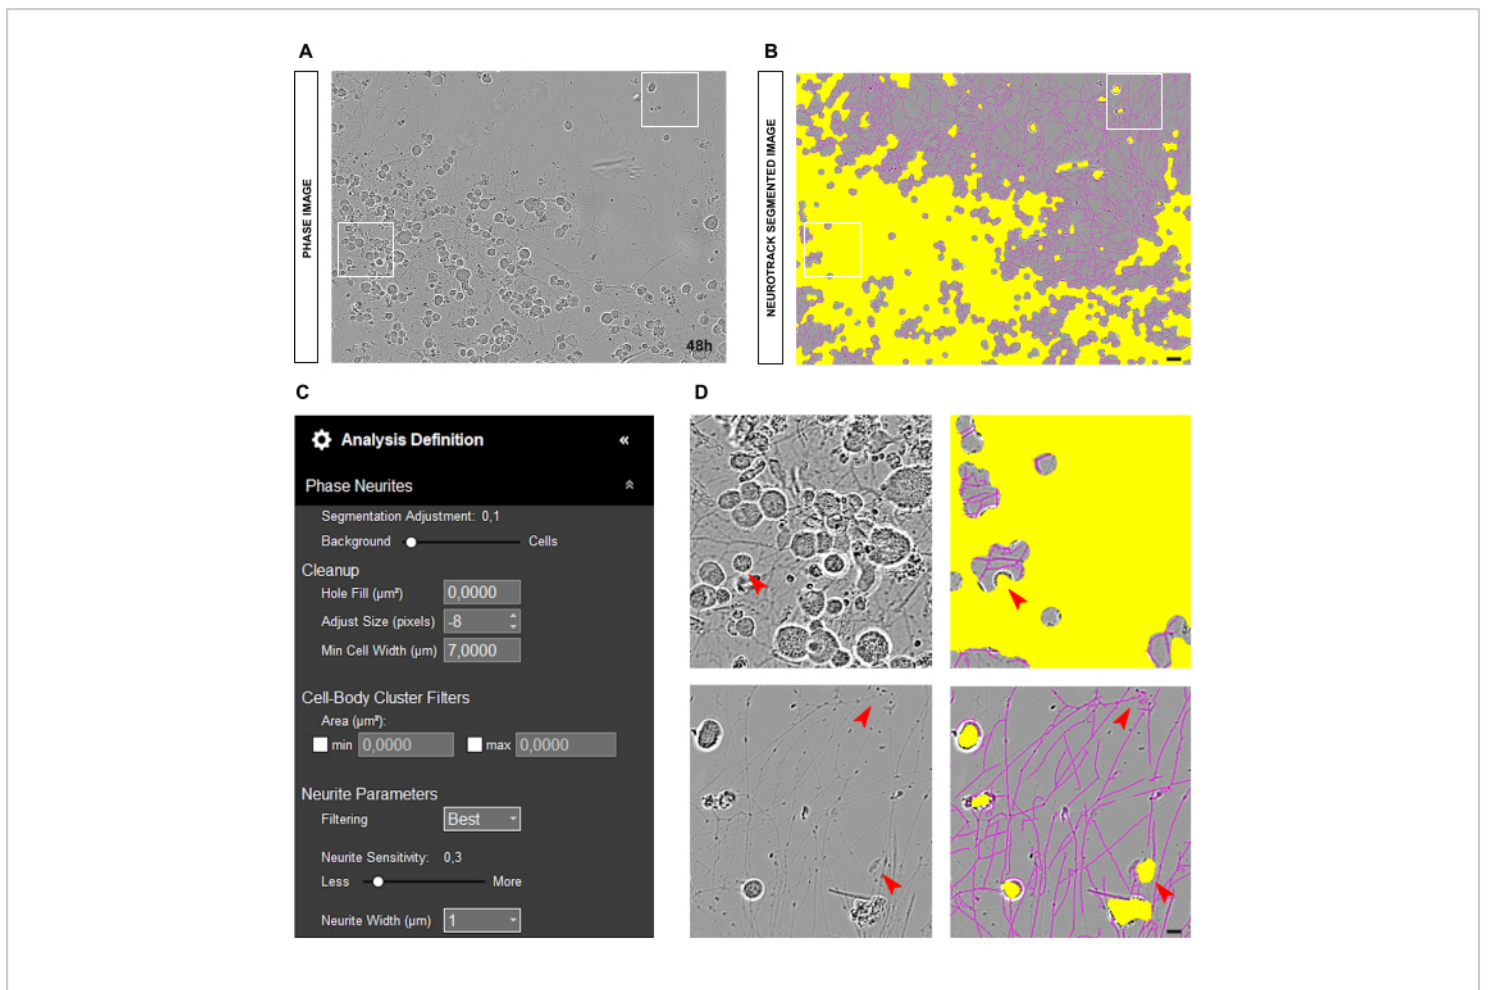 A
B
PHASE IMAGE
48h
NEUROTRACK SEGMENTED IMAGE
C
D
Analysis Definition «
Phase Neurites
Segmentation Adjustment: 0,1
Background Cells
Cleanup
Hole Fill (µm²) 0,0000
Adjust Size (pixels) -8
Min Cell Width (µm) 7,0000
Cell-Body Cluster Filters
Area (µm²):
min 0,0000 max 0,0000
Neurite Parameters
Filtering Best
Neurite Sensitivity: 0,3
Less More
Neurite Width (µm) 1